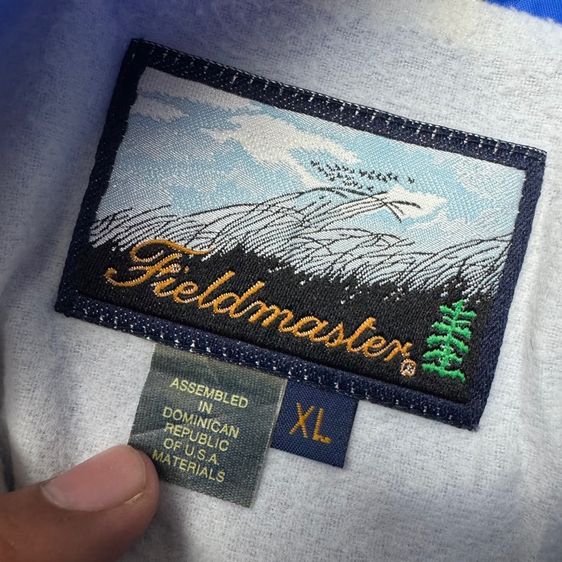 Fieldmaster®
XL
ASSEMBLED
IN
DOMINICAN
REPUBLIC
OF U.S.A.
MATERIALS